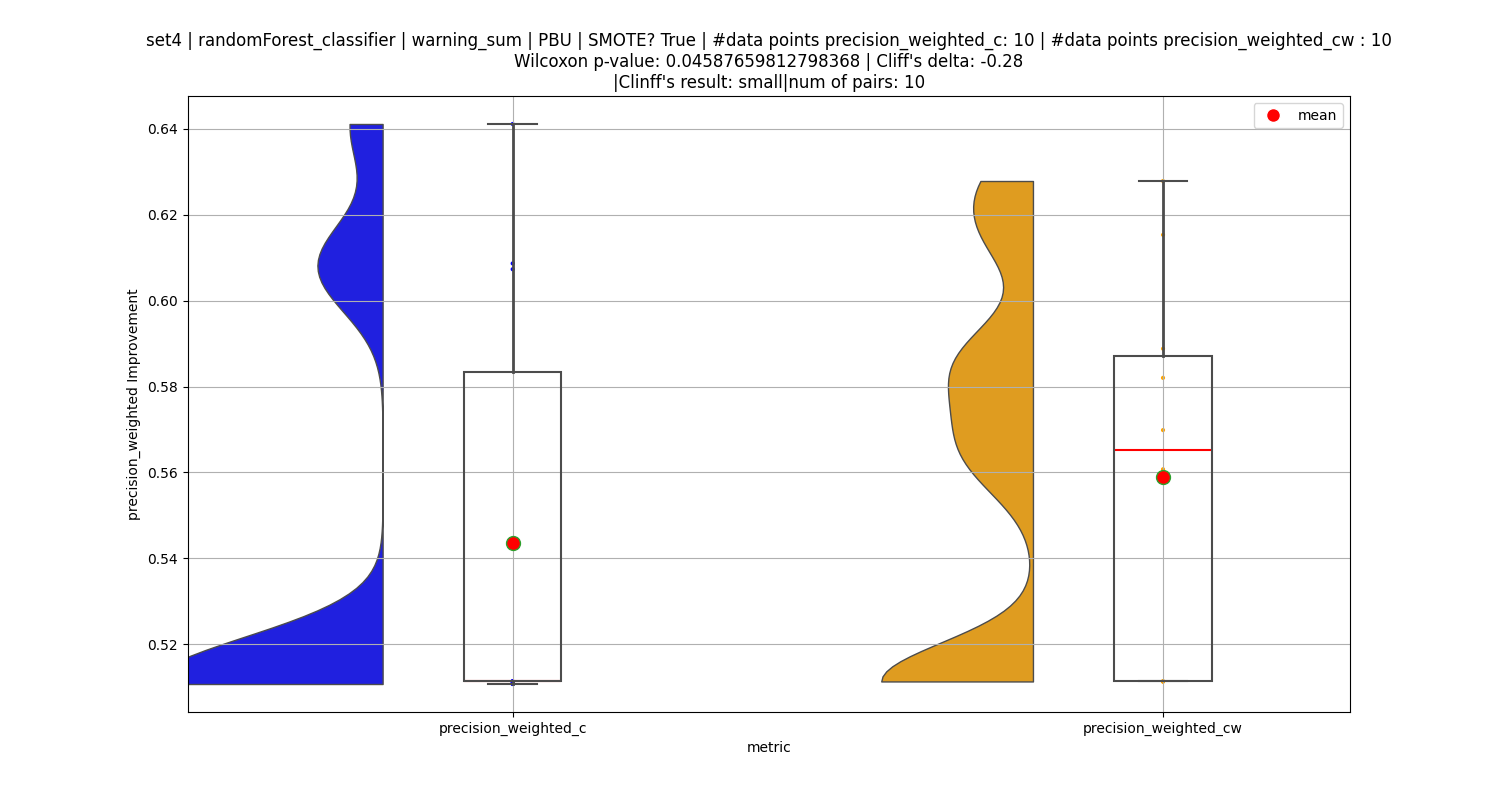 set4 | randomForest_classifier | warning_sum | PBU | SMOTE? True | #data points precision_weighted_c: 10 | #data points precision_weighted_cw : 10
Wilcoxon p-value: 0.04587659812798368 | Cliff's delta: -0.28
|Clinff's result: small|num of pairs: 10
mean
precision_weighted Improvement
0.64
0.62
0.60
0.58
0.56
0.54
0.52
precision_weighted_c
precision_weighted_cw
metric